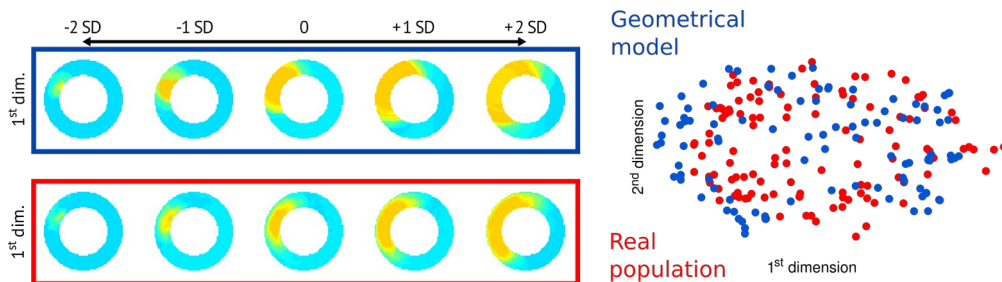 -2 SD -1 SD 0 +1 SD +2 SD
1st dim.
1st dim.
Geometrical
model
2nd dimension
Real
population
1st dimension